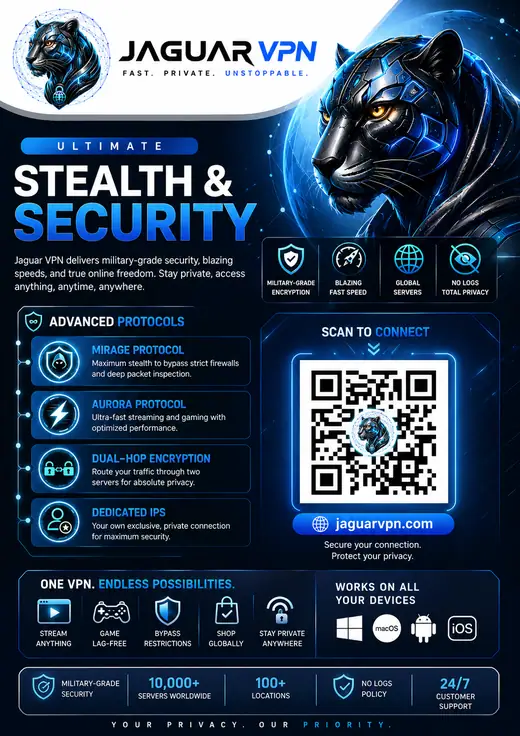 JAGUAR VPN
FAST. PRIVATE. UNSTOPPABLE.
ULTIMATE
STEALTH &
SECURITY
Jaguar VPN delivers military-grade security, blazing
speeds, and true online freedom. Stay private, access
anything, anytime, anywhere.
MILITARY-GRADE
ENCRYPTION
BLAZING
FAST SPEED
GLOBAL
SERVERS
NO LOGS
TOTAL PRIVACY
ADVANCED PROTOCOLS
MIRAGE PROTOCOL
Maximum stealth to bypass strict firewalls
and deep packet inspection.
AURORA PROTOCOL
Ultra-fast streaming and gaming with
optimized performance.
DUAL-HOP ENCRYPTION
Route your traffic through two
servers for absolute privacy.
DEDICATED IPS
Your own exclusive, private connection
for maximum security.
SCAN TO CONNECT
jaguarvpn.com
Secure your connection.
Protect your privacy.
ONE VPN. ENDLESS POSSIBILITIES.
STREAM
ANYTHING
GAME
LAG-FREE
BYPASS
RESTRICTIONS
SHOP
GLOBALLY
STAY PRIVATE
ANYWHERE
WORKS ON ALL
YOUR DEVICES
macOS
iOS
MILITARY-GRADE
SECURITY
10,000+
SERVERS WORLDWIDE
100+
LOCATIONS
NO LOGS
POLICY
24/7
CUSTOMER
SUPPORT
YOUR PRIVACY. OUR PRIORITY.